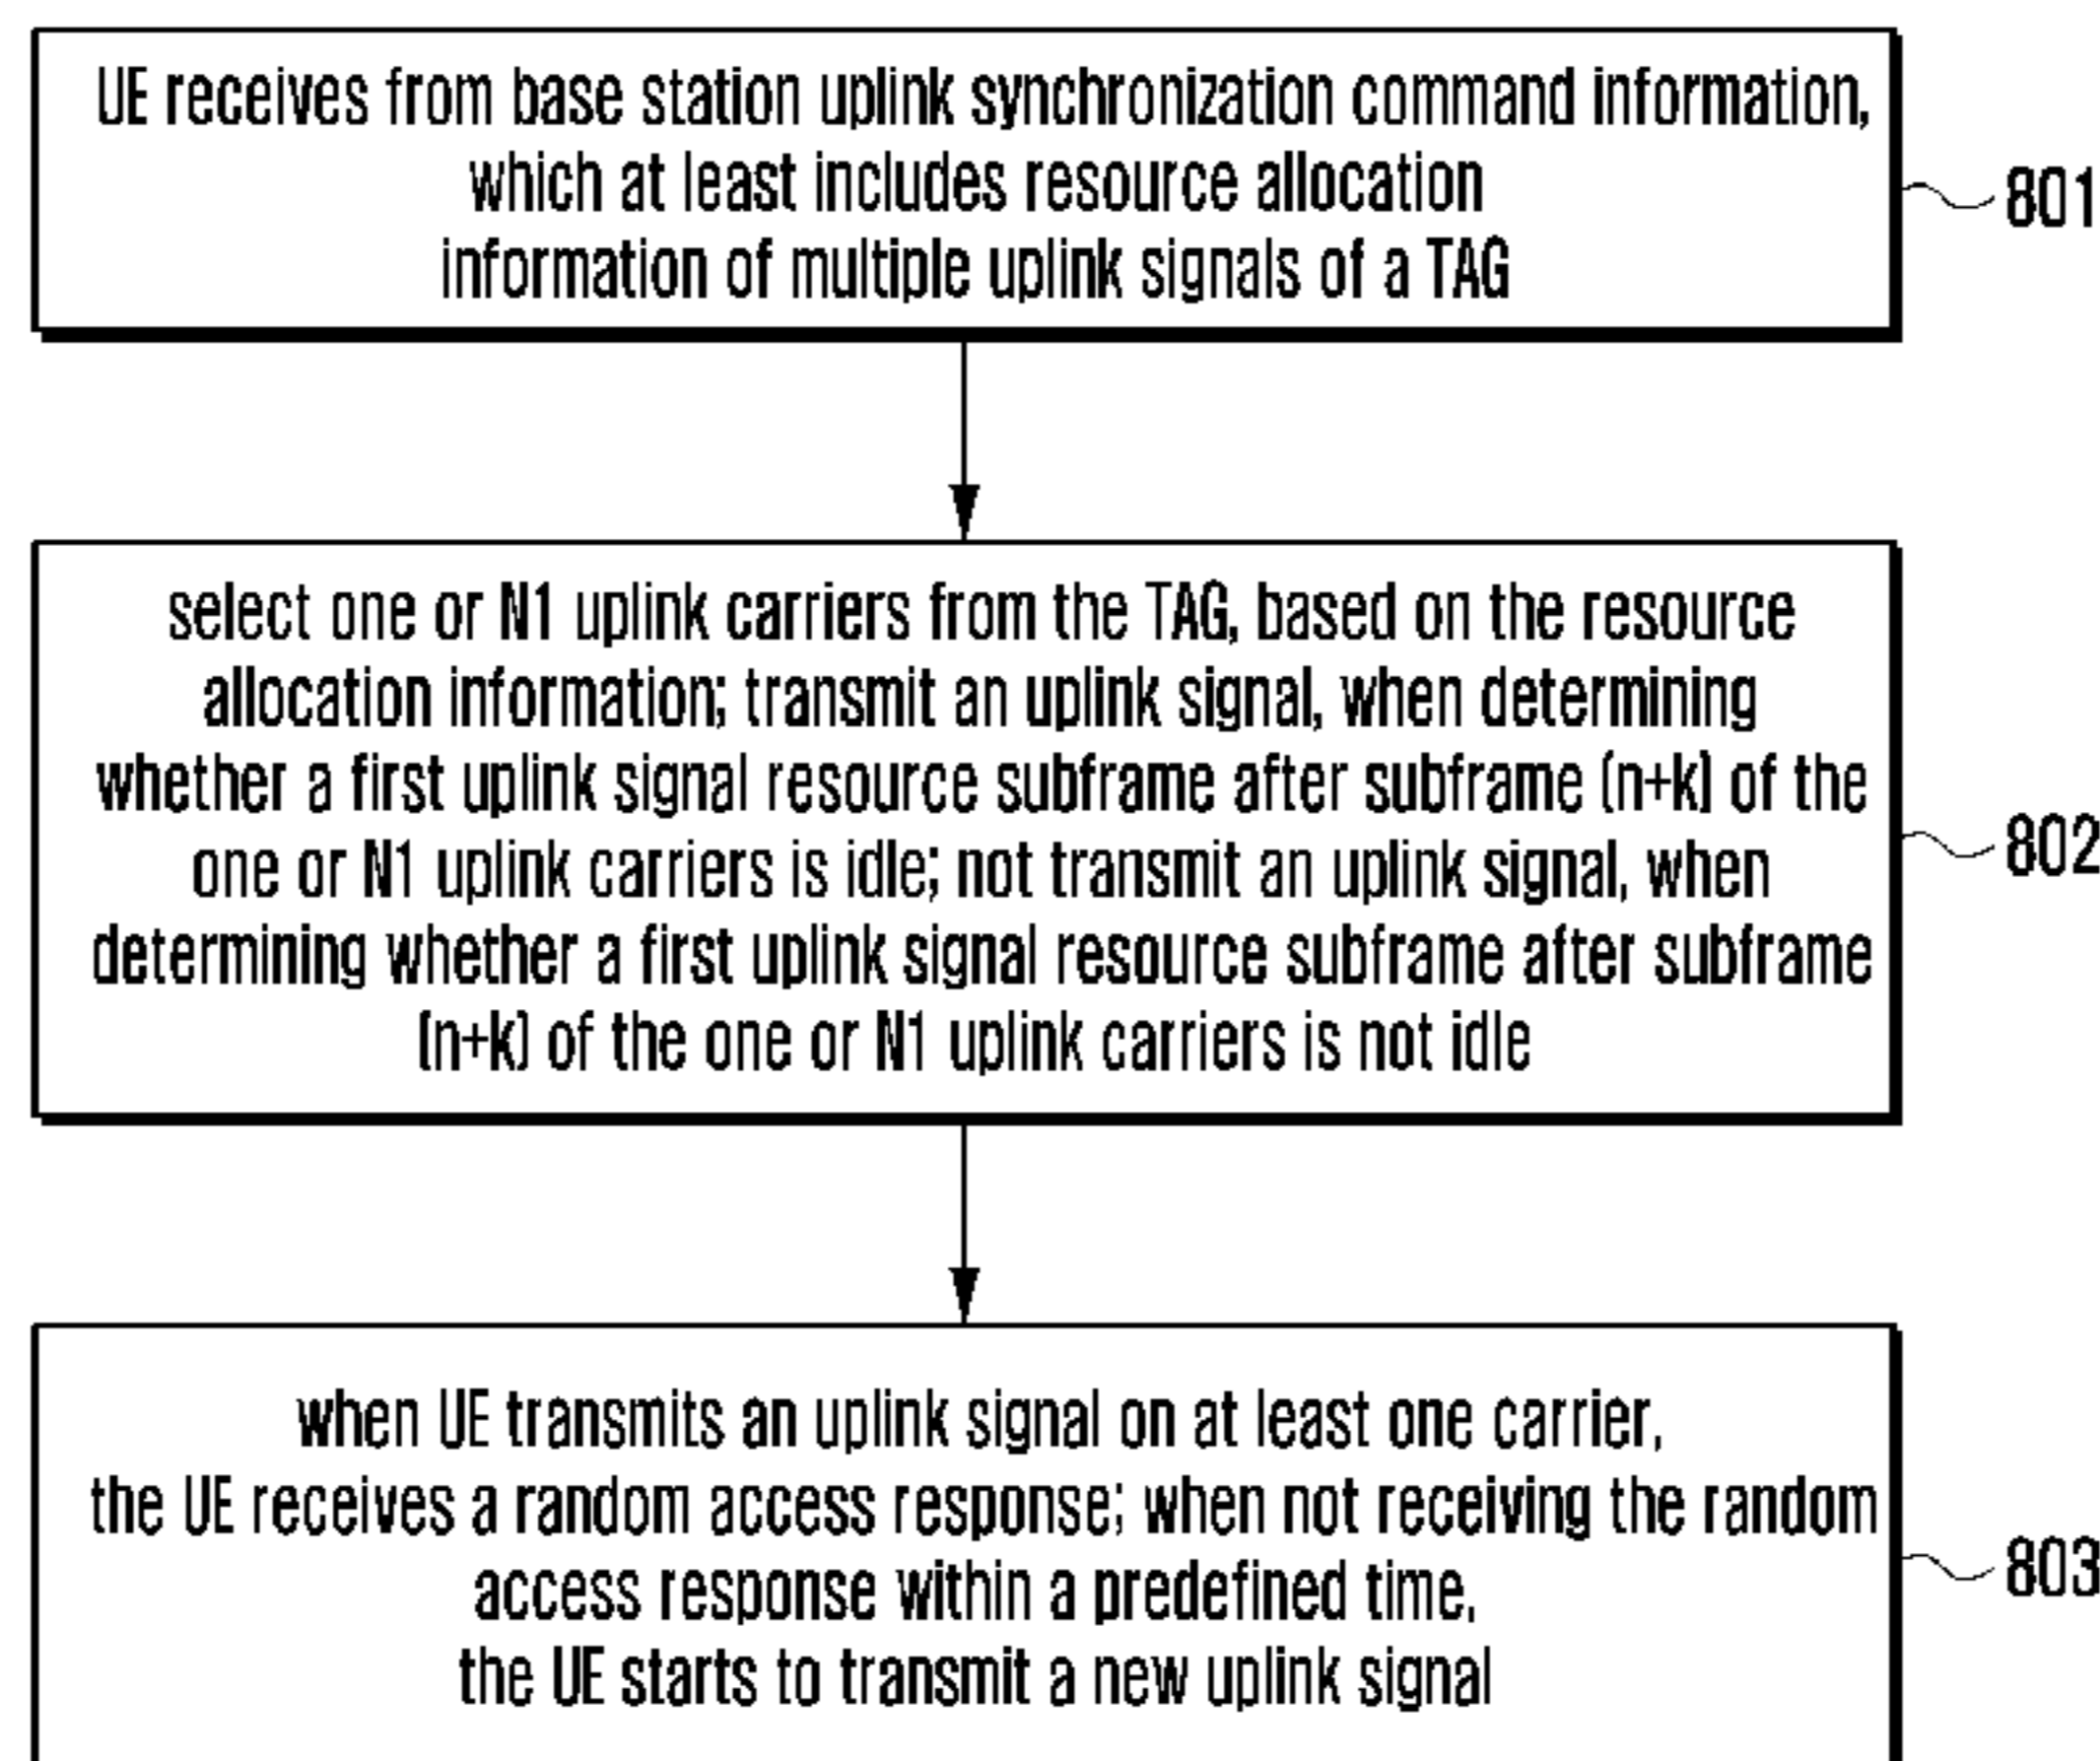 UE receives from base station uplink synchronization command information,
which at least includes resource allocation
information of multiple uplink signals of a TAG
801
select one or N1 uplink carriers from the TAG, based on the resource
allocation information; transmit an uplink signal, when determining
whether a first uplink signal resource subframe after subframe (n+k) of the
one or N1 uplink carriers is idle; not transmit an uplink signal, when
determining whether a first uplink signal resource subframe after subframe
(n+k) of the one or N1 uplink carriers is not idle
802
when UE transmits an uplink signal on at least one carrier,
the UE receives a random access response; when not receiving the random
access response within a predefined time,
the UE starts to transmit a new uplink signal
803